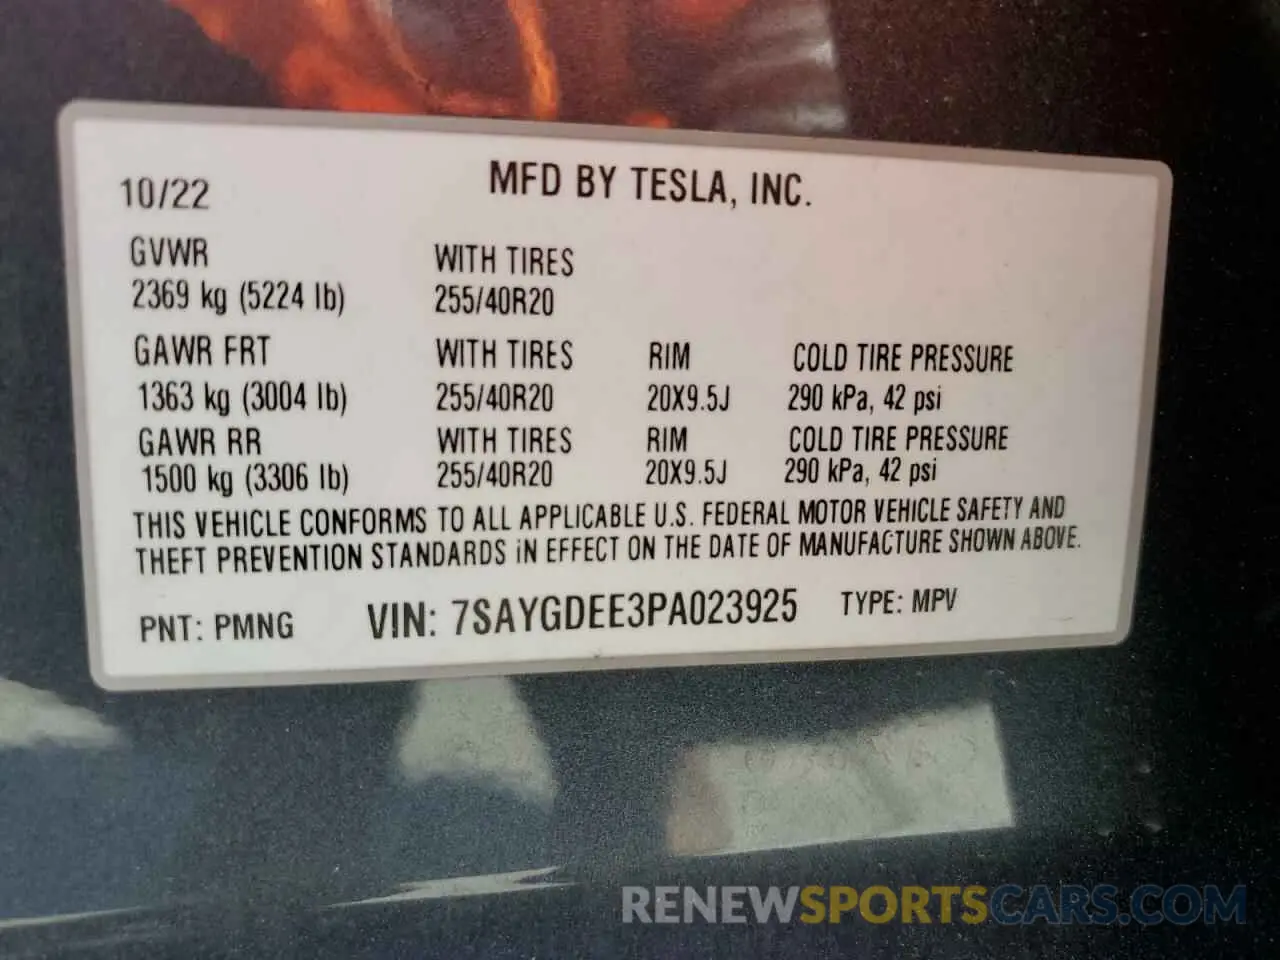 10/22 MFD BY TESLA, INC.
GVWR WITH TIRES
2369 kg (5224 lb) 255/40R20
GAWR FRT WITH TIRES RIM COLD TIRE PRESSURE
1363 kg (3004 lb) 255/40R20 20X9.5J 290 kPa, 42 psi
GAWR RR WITH TIRES RIM COLD TIRE PRESSURE
1500 kg (3306 lb) 255/40R20 20X9.5J 290 kPa, 42 psi
THIS VEHICLE CONFORMS TO ALL APPLICABLE U.S. FEDERAL MOTOR VEHICLE SAFETY AND
THEFT PREVENTION STANDARDS iN EFFECT ON THE DATE OF MANUFACTURE SHOWN ABOVE.
PNT: PMNG VIN: 7SAYGDEE3PA023925 TYPE: MPV
RENEWSPORTSCARS.COM